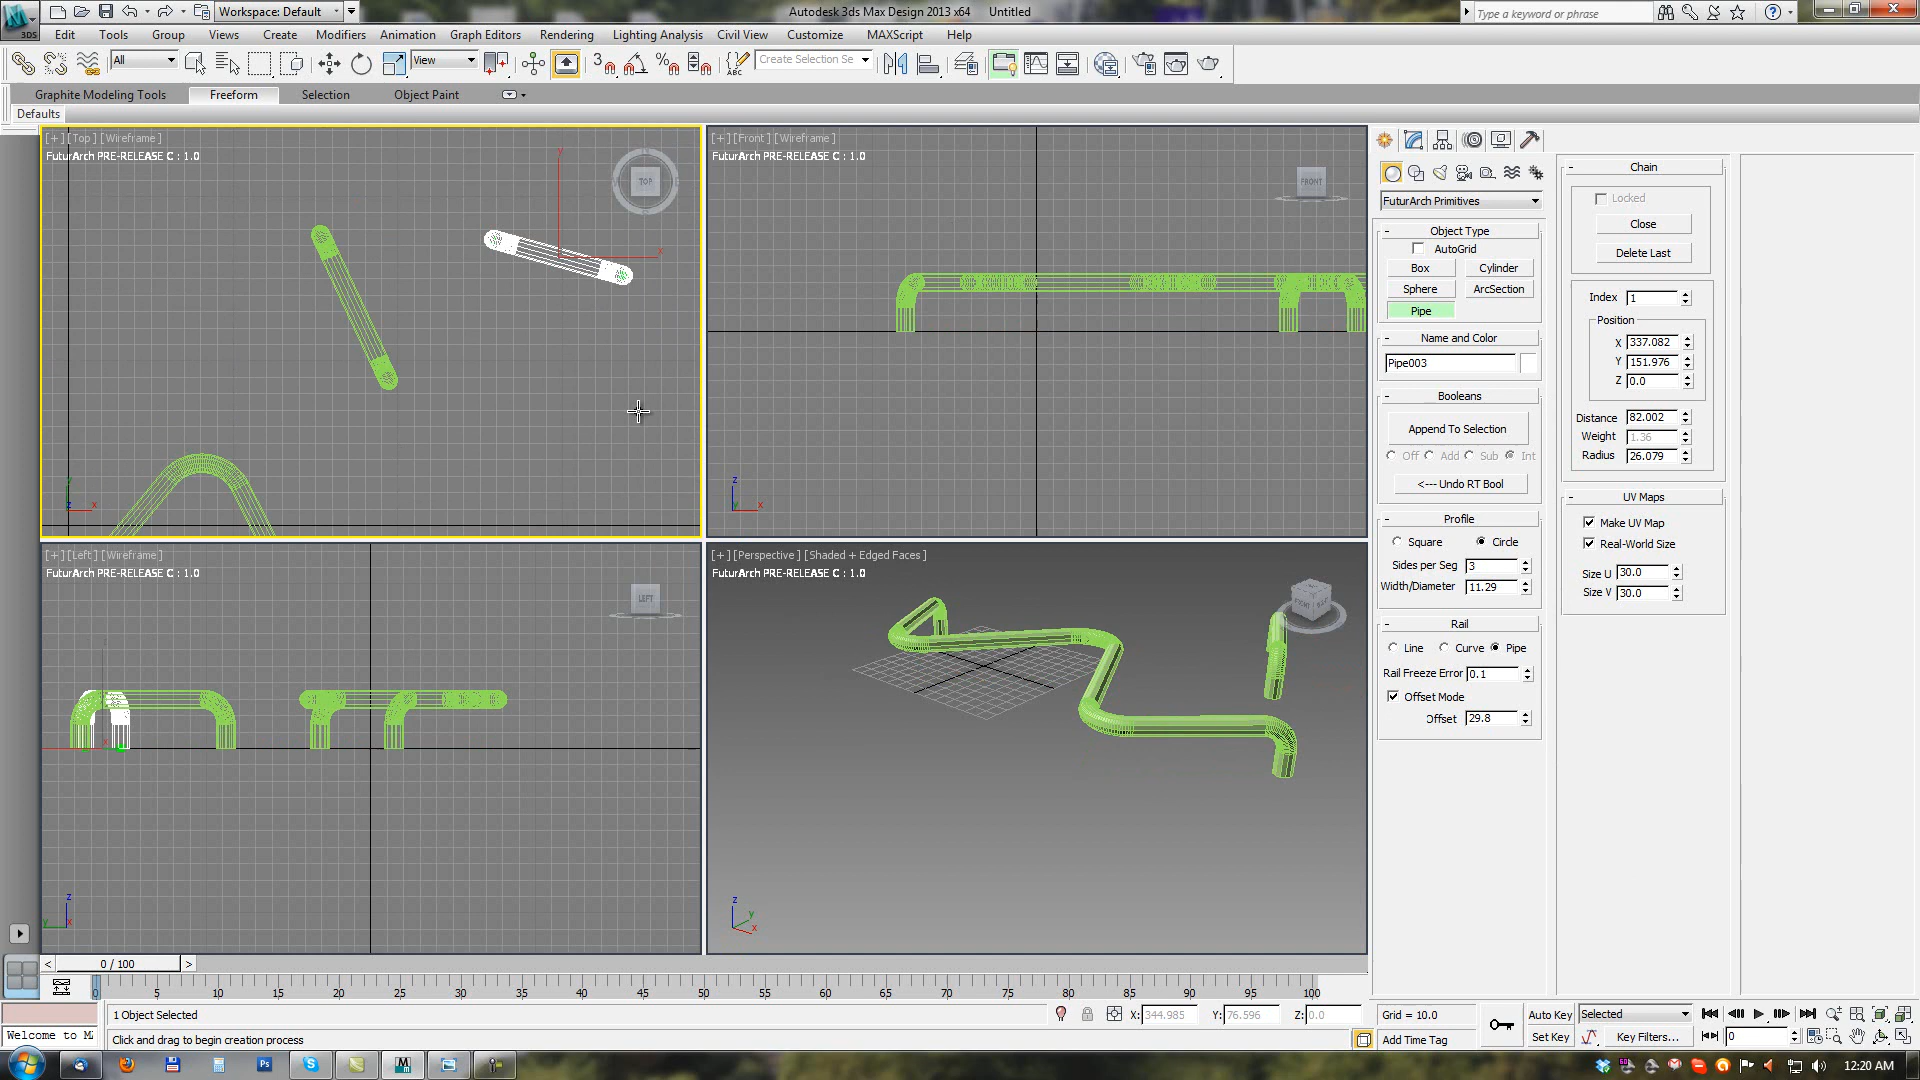 Workspace: Default
Autodesk 3ds Max Design 2013 x64 Untitled
Type a keyword or phrase
3DS
Edit Tools Group Views Create Modifiers Animation Graph Editors Rendering Lighting Analysis Civil View Customize MAXScript Help
All
View
3
ABC
Create Selection Se
Graphite Modeling Tools Freeform Selection Object Paint
Defaults
[+][Top][Wireframe]
FuturArch PRE-RELEASE C : 1.0
TOP
y
x
y
z
x
[+][Front][Wireframe]
FuturArch PRE-RELEASE C : 1.0
FRONT
z
y
x
[+][Left][Wireframe]
FuturArch PRE-RELEASE C : 1.0
LEFT
z
y
x
[+][Perspective][Shaded + Edged Faces]
FuturArch PRE-RELEASE C : 1.0
z
y
x
FuturArch Primitives
- Object Type
AutoGrid
Box Cylinder
Sphere ArcSection
Pipe
- Name and Color
Pipe003
- Booleans
Append To Selection
Off Add Sub Int
<--- Undo RT Bool
- Profile
Square Circle
Sides per Seg 3
Width/Diameter 11.29
- Rail
Line Curve Pipe
Rail Freeze Error 0.1
Offset Mode
Offset 29.8
- Chain
Locked
Close
Delete Last
Index 1
Position
X 337.082
Y 151.976
Z 0.0
Distance 82.002
Weight 1.36
Radius 26.079
- UV Maps
Make UV Map
Real-World Size
Size U 30.0
Size V 30.0
< 0 / 100 >
0 5 10 15 20 25 30 35 40 45 50 55 60 65 70 75 80 85 90 95 100
1 Object Selected
X: 344.985 Y: 76.596 Z: 0.0
Grid = 10.0
Auto Key Selected
Welcome to M
Click and drag to begin creation process
Add Time Tag
Set Key Key Filters...
0
Ps
12:20 AM